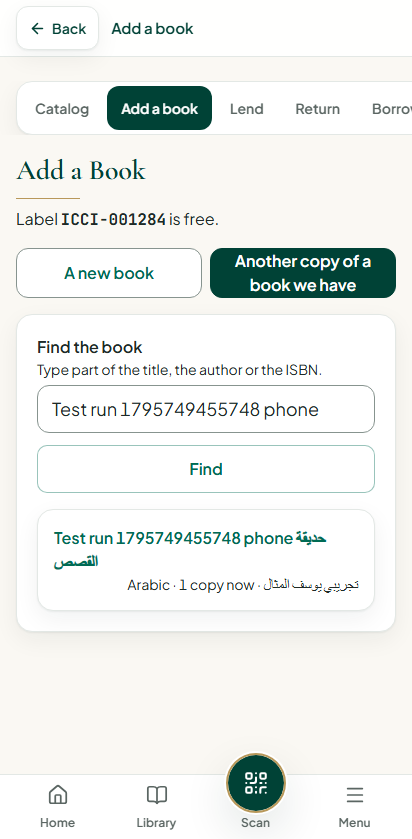 Back
Add a book
Catalog
Add a book
Lend
Return
Add a Book
Label ICCI-001284 is free.
A new book
Another copy of a
book we have
Find the book
Type part of the title, the author or the ISBN.
Test run 1795749455748 phone
Find
Test run 1795749455748 phone حديقة
القصص
تجريبي يوسف المثال · Arabic · 1 copy now
Home
Library
Scan
Menu